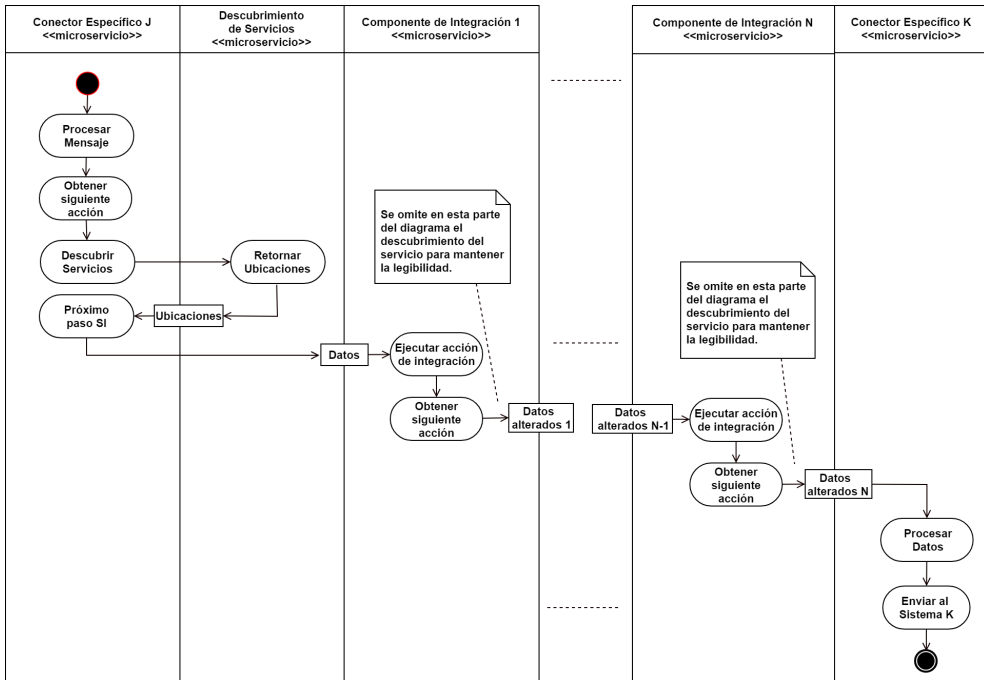 Conector Específico J
<<microservicio>>
Descubrimiento
de Servicios
<<microservicio>>
Componente de Integración 1
<<microservicio>>
Componente de Integración N
<<microservicio>>
Conector Específico K
<<microservicio>>
Procesar
Mensaje
Obtener
siguiente
acción
Descubrir
Servicios
Retornar
Ubicaciones
Próximo
paso SI
Ubicaciones
Datos
Se omite en esta parte
del diagrama el
descubrimiento del
servicio para mantener
la legibilidad.
Ejecutar acción
de integración
Obtener
siguiente
acción
Datos
alterados 1
Se omite en esta parte
del diagrama el
descubrimiento del
servicio para mantener
la legibilidad.
Datos
alterados N-1
Ejecutar acción
de integración
Obtener
siguiente
acción
Datos
alterados N
Procesar
Datos
Enviar al
Sistema K